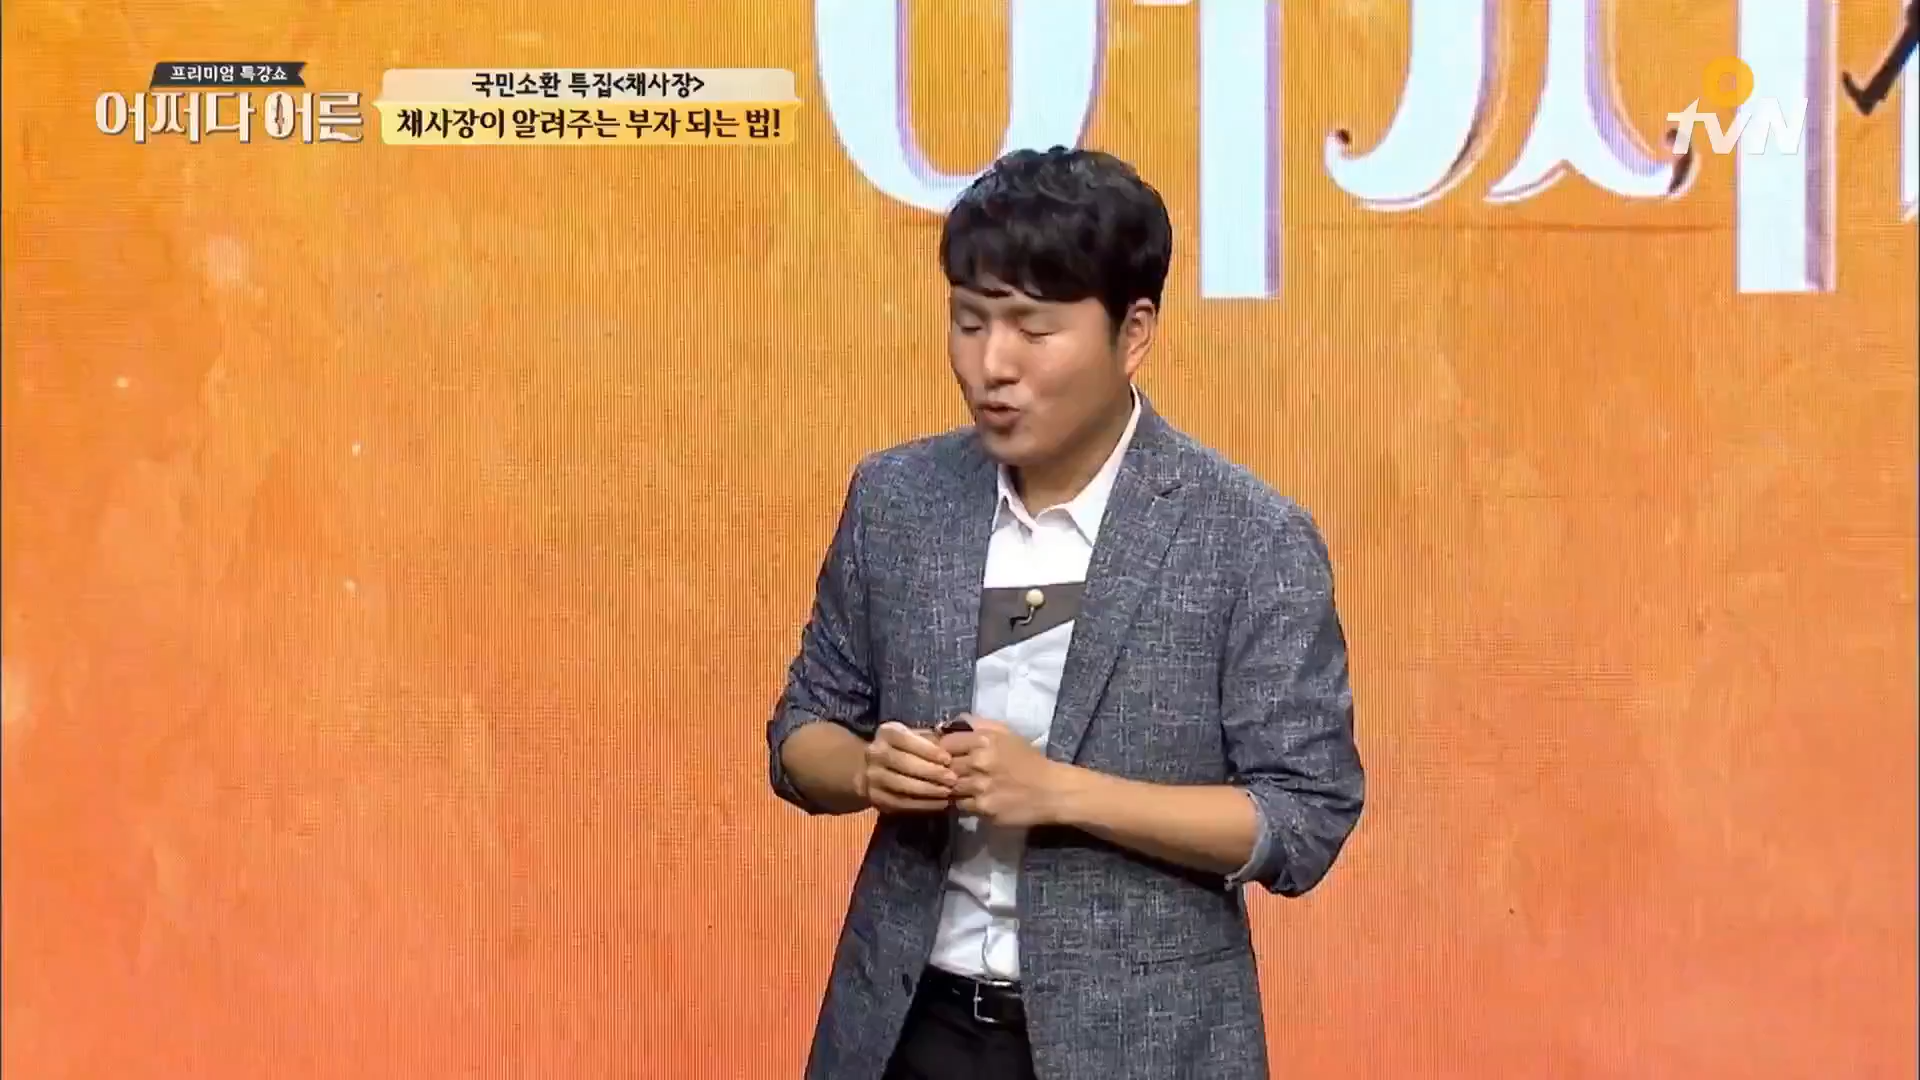 프리미엄 특강쇼
어쩌다 어른
국민소환 특집<채사장>
채사장이 알려주는 부자 되는 법!
tvN